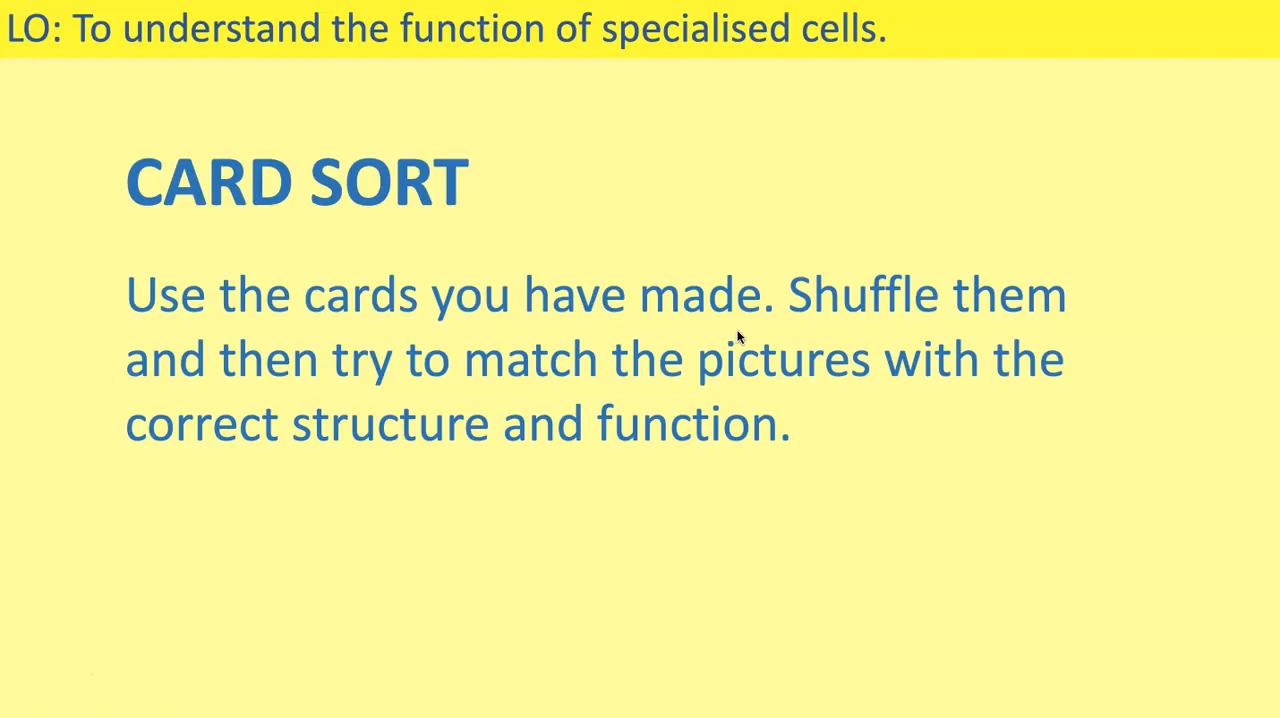 LO: To understand the function of specialised cells.
CARD SORT
Use the cards you have made. Shuffle them
and then try to match the pictures with the
correct structure and function.